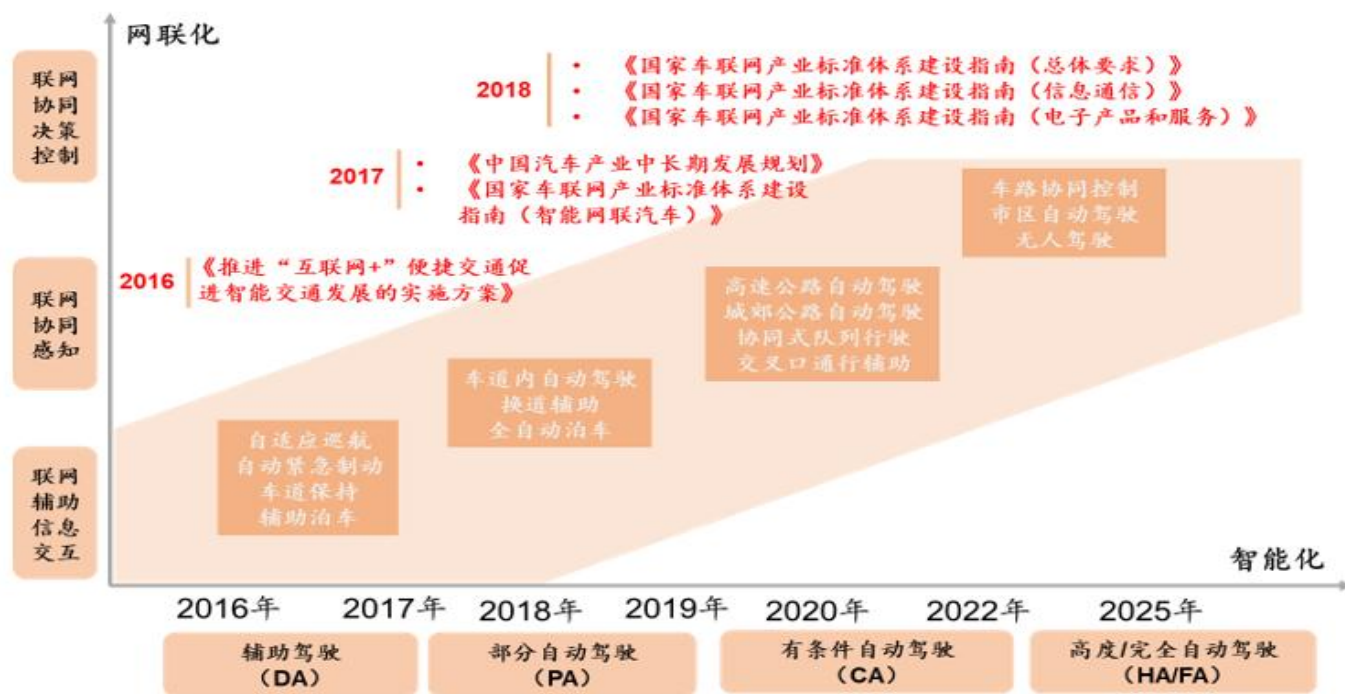 网联化
联网
协同
决策
控制
2018
• 《国家车联网产业标准体系建设指南（总体要求）》
• 《国家车联网产业标准体系建设指南（信息通信）》
• 《国家车联网产业标准体系建设指南（电子产品和服务）》
2017
• 《中国汽车产业中长期发展规划》
• 《国家车联网产业标准体系建设
指南（智能网联汽车）》
车路协同控制
市区自动驾驶
无人驾驶
联网
协同
感知
2016
《推进“互联网+”便捷交通促
进智能交通发展的实施方案》
高速公路自动驾驶
城郊公路自动驾驶
协同式队列行驶
交叉口通行辅助
车道内自动驾驶
换道辅助
全自动泊车
联网
辅助
信息
交互
自适应巡航
自动紧急制动
车道保持
辅助泊车
智能化
2016年 2017年 2018年 2019年 2020年 2022年 2025年
辅助驾驶
（DA）
部分自动驾驶
（PA）
有条件自动驾驶
（CA）
高度/完全自动驾驶
（HA/FA）